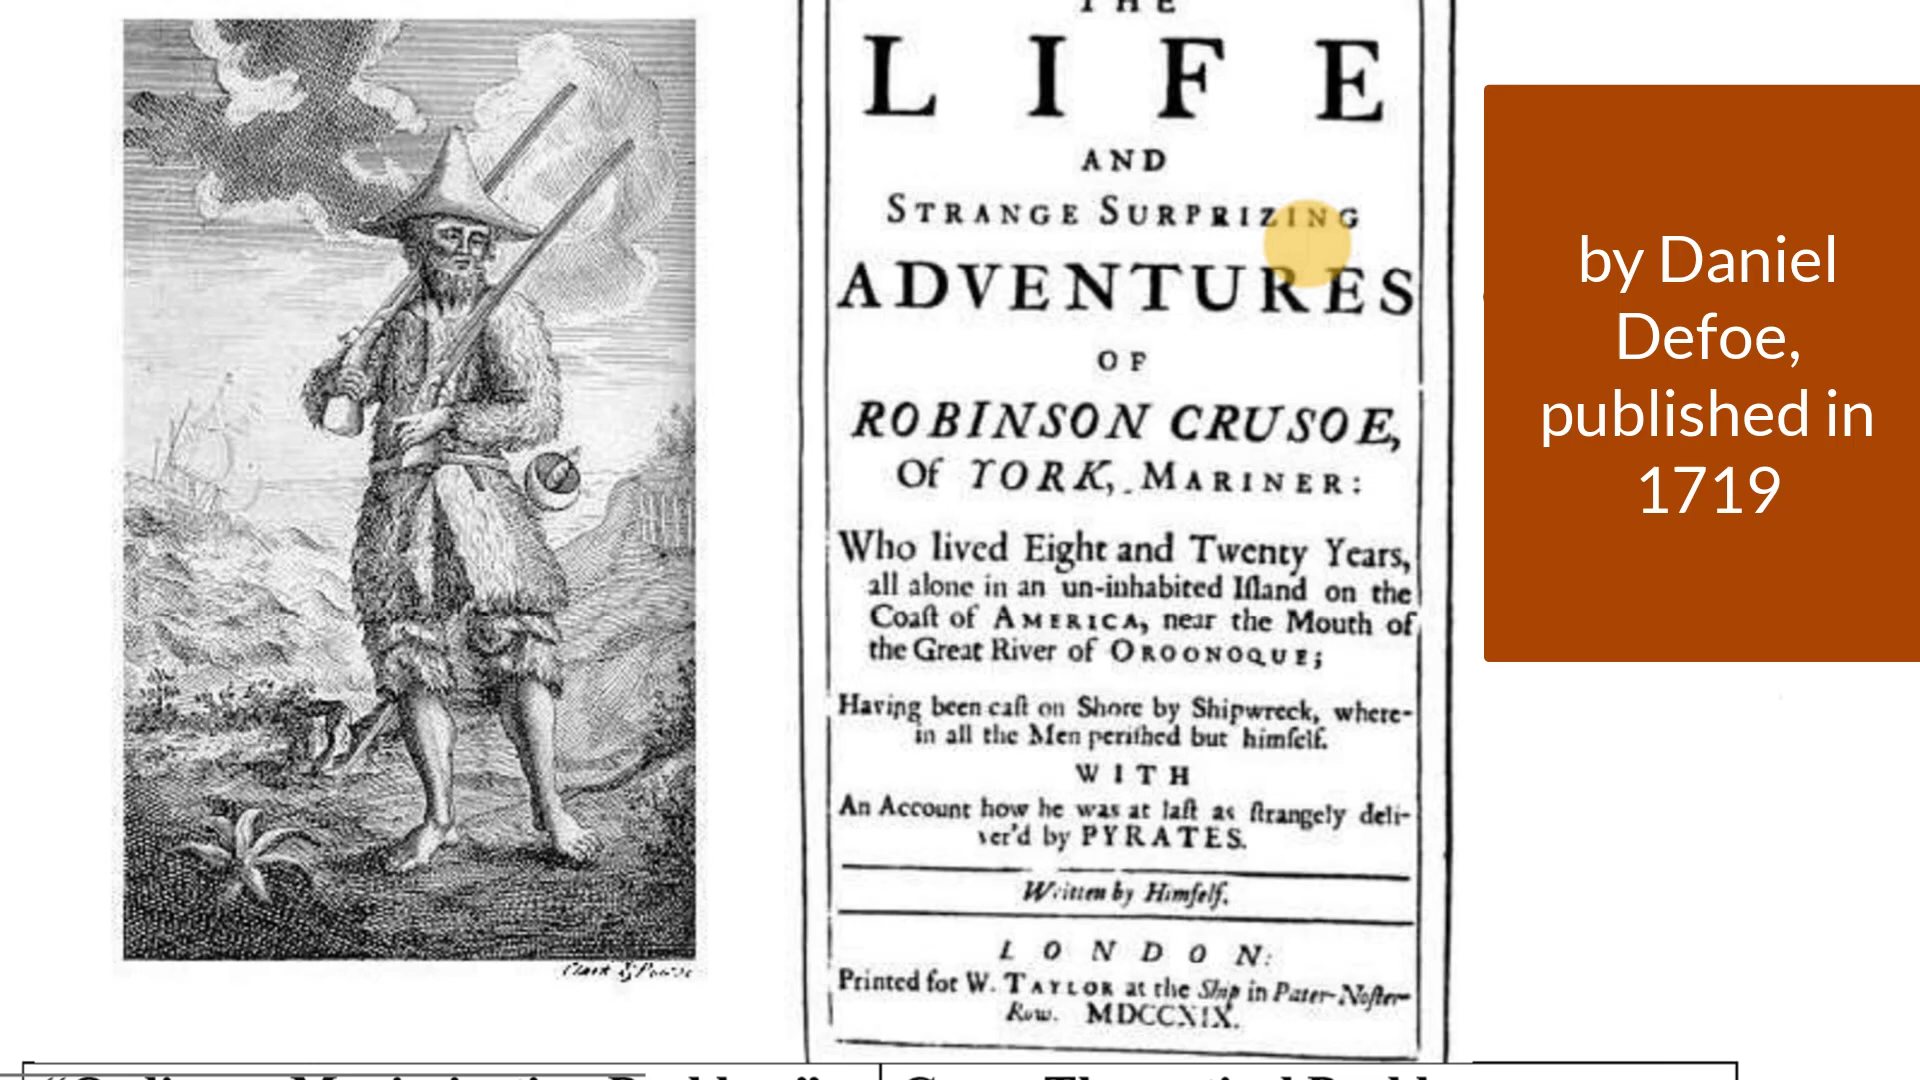 THE
LIFE
AND
STRANGE SURPRIZING
ADVENTURES
OF
ROBINSON CRUSOE,
Of YORK, MARINER:
Who lived Eight and Twenty Years,
all alone in an un-inhabited Iſland on the
Coaſt of AMERICA, near the Mouth of
the Great River of OROONOQUE;
Having been caſt on Shore by Shipwreck, where-
in all the Men periſhed but himſelf.
WITH
An Account how he was at laſt as ſtrangely deli-
ver'd by PYRATES.
Written by Himſelf.
LONDON:
Printed for W. TAYLOR at the Ship in Pater-Noſter-
Row. MDCCXIX.
by Daniel
Defoe,
published in
1719